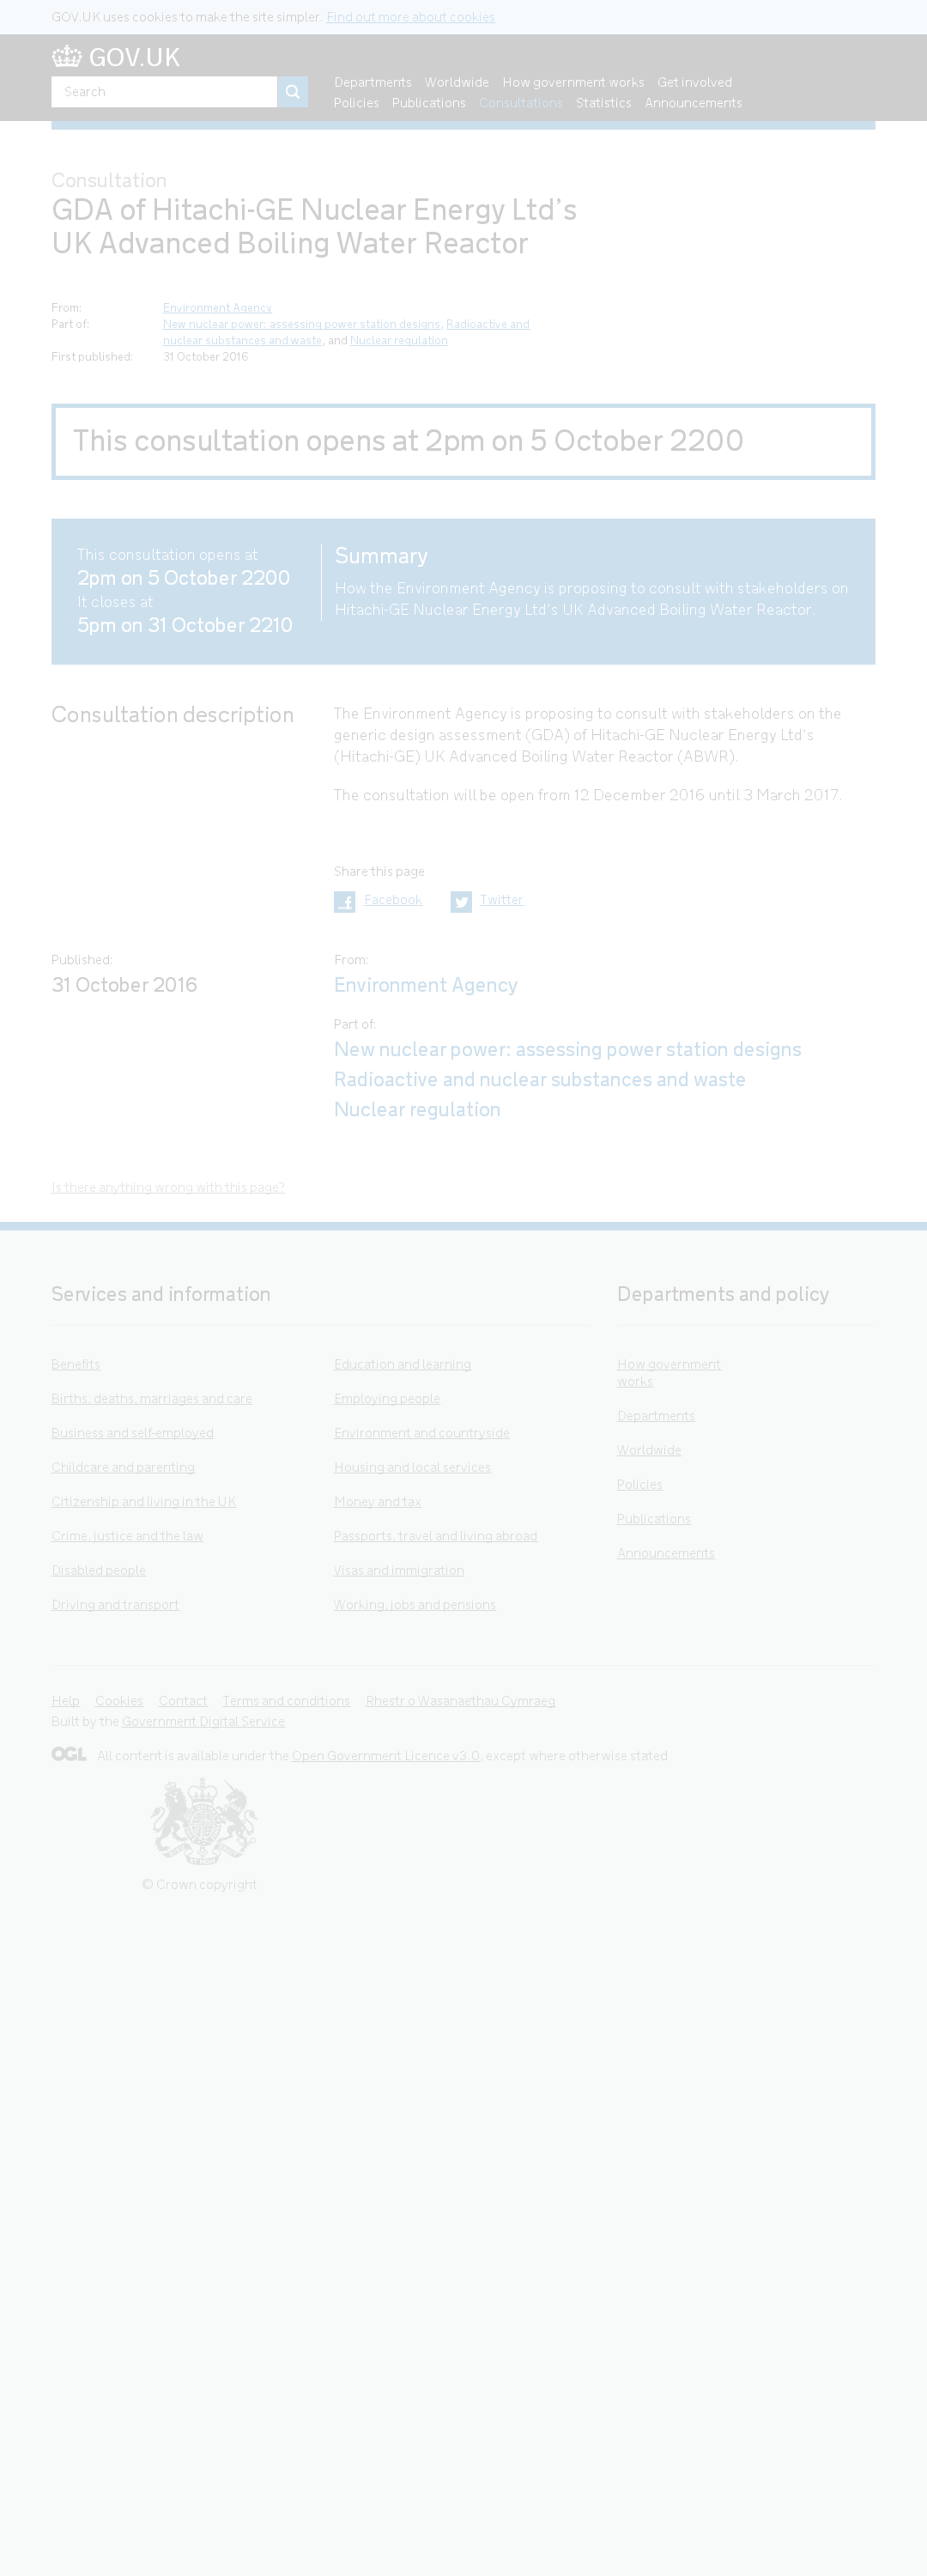 GOV.UK uses cookies to make the site simpler. Find out more about cookies
GOV.UK
Search
Departments Worldwide How government works Get involved
Policies Publications Consultations Statistics Announcements
Consultation
GDA of Hitachi-GE Nuclear Energy Ltd's
UK Advanced Boiling Water Reactor
From: Environment Agency
Part of: New nuclear power: assessing power station designs, Radioactive and
nuclear substances and waste, and Nuclear regulation
First published: 31 October 2016
This consultation opens at 2pm on 5 October 2200
This consultation opens at
2pm on 5 October 2200
It closes at
5pm on 31 October 2210
Summary
How the Environment Agency is proposing to consult with stakeholders on
Hitachi-GE Nuclear Energy Ltd's UK Advanced Boiling Water Reactor.
Consultation description
The Environment Agency is proposing to consult with stakeholders on the
generic design assessment (GDA) of Hitachi-GE Nuclear Energy Ltd's
(Hitachi-GE) UK Advanced Boiling Water Reactor (ABWR).
The consultation will be open from 12 December 2016 until 3 March 2017.
Share this page
Facebook Twitter
Published:
31 October 2016
From:
Environment Agency
Part of:
New nuclear power: assessing power station designs
Radioactive and nuclear substances and waste
Nuclear regulation
Is there anything wrong with this page?
Services and information
Benefits
Births, deaths, marriages and care
Business and self-employed
Childcare and parenting
Citizenship and living in the UK
Crime, justice and the law
Disabled people
Driving and transport
Education and learning
Employing people
Environment and countryside
Housing and local services
Money and tax
Passports, travel and living abroad
Visas and immigration
Working, jobs and pensions
Departments and policy
How government
works
Departments
Worldwide
Policies
Publications
Announcements
Help Cookies Contact Terms and conditions Rhestr o Wasanaethau Cymraeg
Built by the Government Digital Service
OGL All content is available under the Open Government Licence v3.0, except where otherwise stated
© Crown copyright